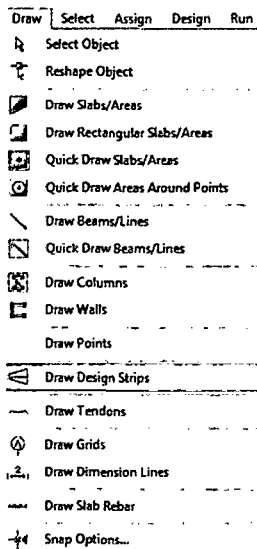 Draw Select Assign Design Run
Select Object
Reshape Object
Draw Slabs/Areas
Draw Rectangular Slabs/Areas
Quick Draw Slabs/Areas
Quick Draw Areas Around Points
Draw Beams/Lines
Quick Draw Beams/Lines
Draw Columns
Draw Walls
Draw Points
Draw Design Strips
Draw Tendons
Draw Grids
Draw Dimension Lines
Draw Slab Rebar
Snap Options...